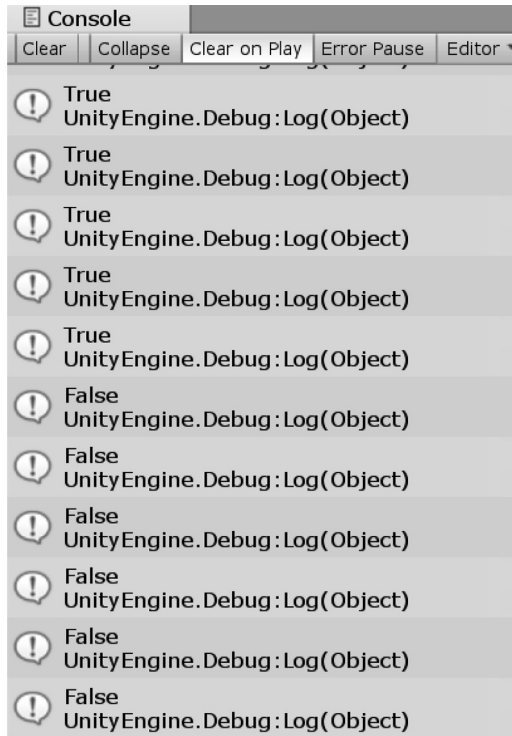 Console
Clear Collapse Clear on Play Error Pause Editor
True
UnityEngine.Debug:Log(Object)
True
UnityEngine.Debug:Log(Object)
True
UnityEngine.Debug:Log(Object)
True
UnityEngine.Debug:Log(Object)
True
UnityEngine.Debug:Log(Object)
False
UnityEngine.Debug:Log(Object)
False
UnityEngine.Debug:Log(Object)
False
UnityEngine.Debug:Log(Object)
False
UnityEngine.Debug:Log(Object)
False
UnityEngine.Debug:Log(Object)
False
UnityEngine.Debug:Log(Object)